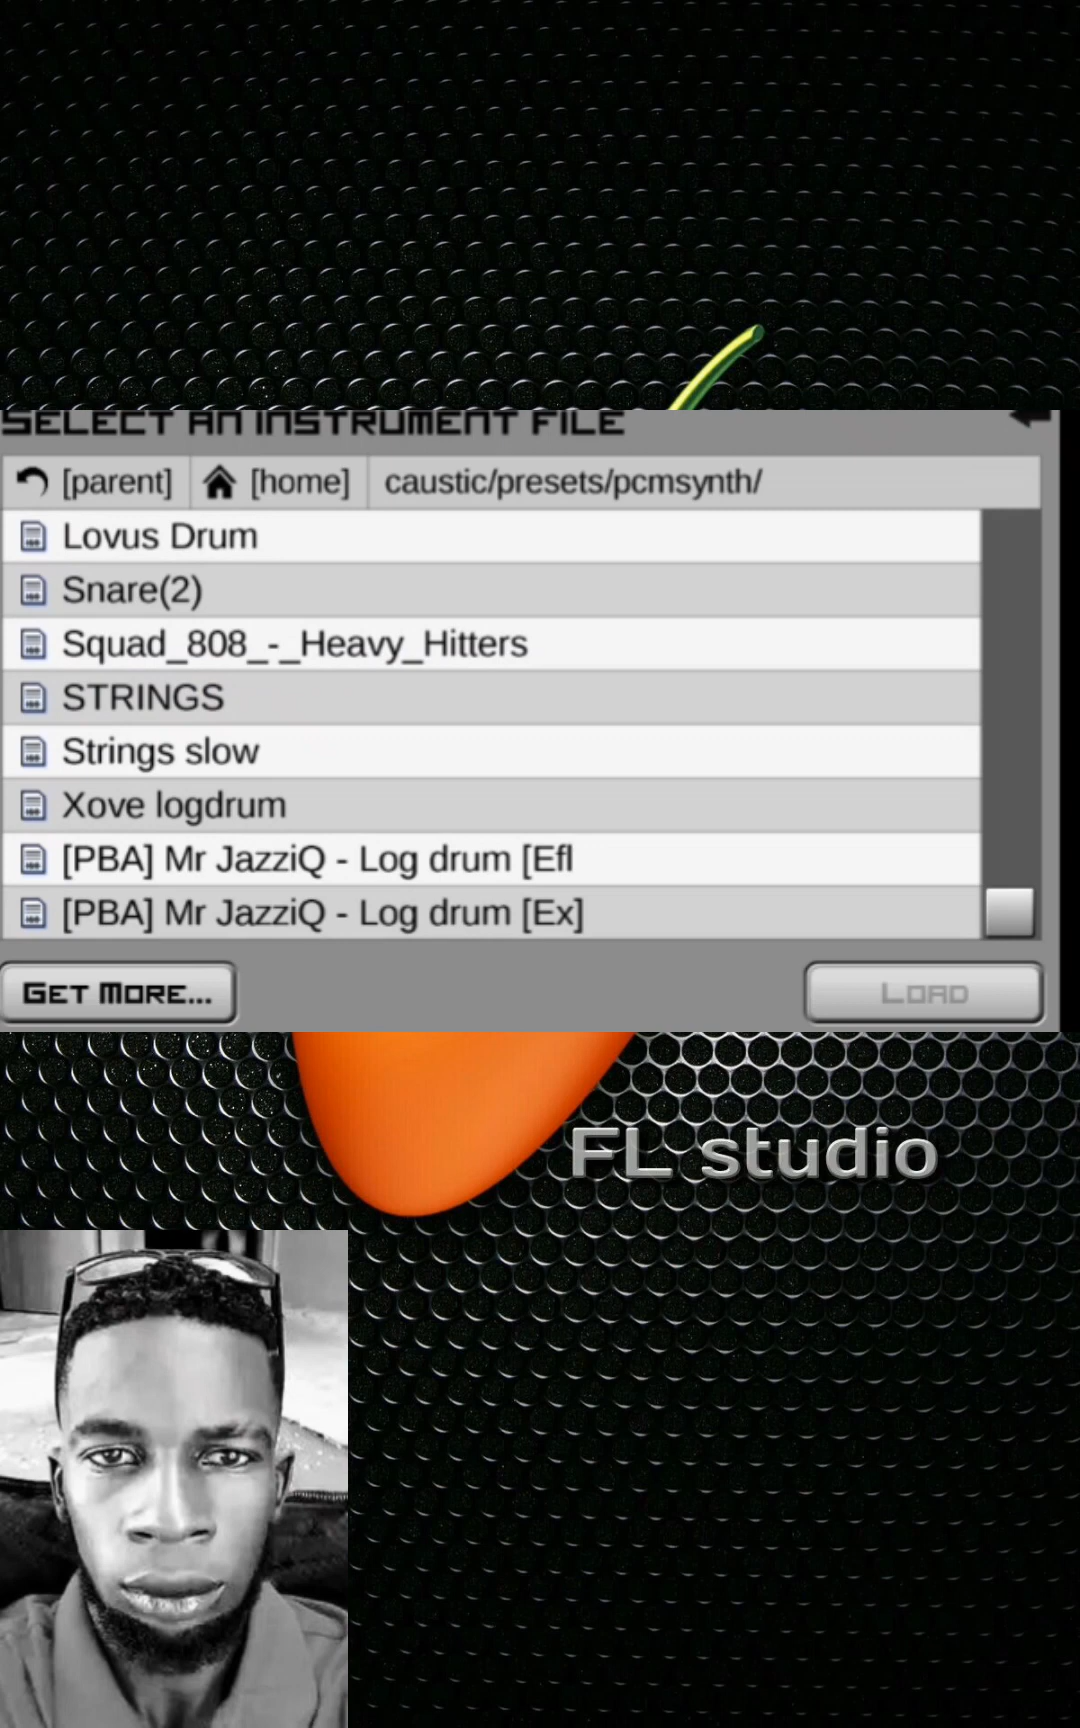 SELECT AN INSTRUMENT FILE
[parent] [home] caustic/presets/pcmsynth/
Lovus Drum
Snare(2)
Squad_808_-_Heavy_Hitters
STRINGS
Strings slow
Xove logdrum
[PBA] Mr JazziQ - Log drum [Efl
[PBA] Mr JazziQ - Log drum [Ex]
GET MORE... LOAD
FL studio